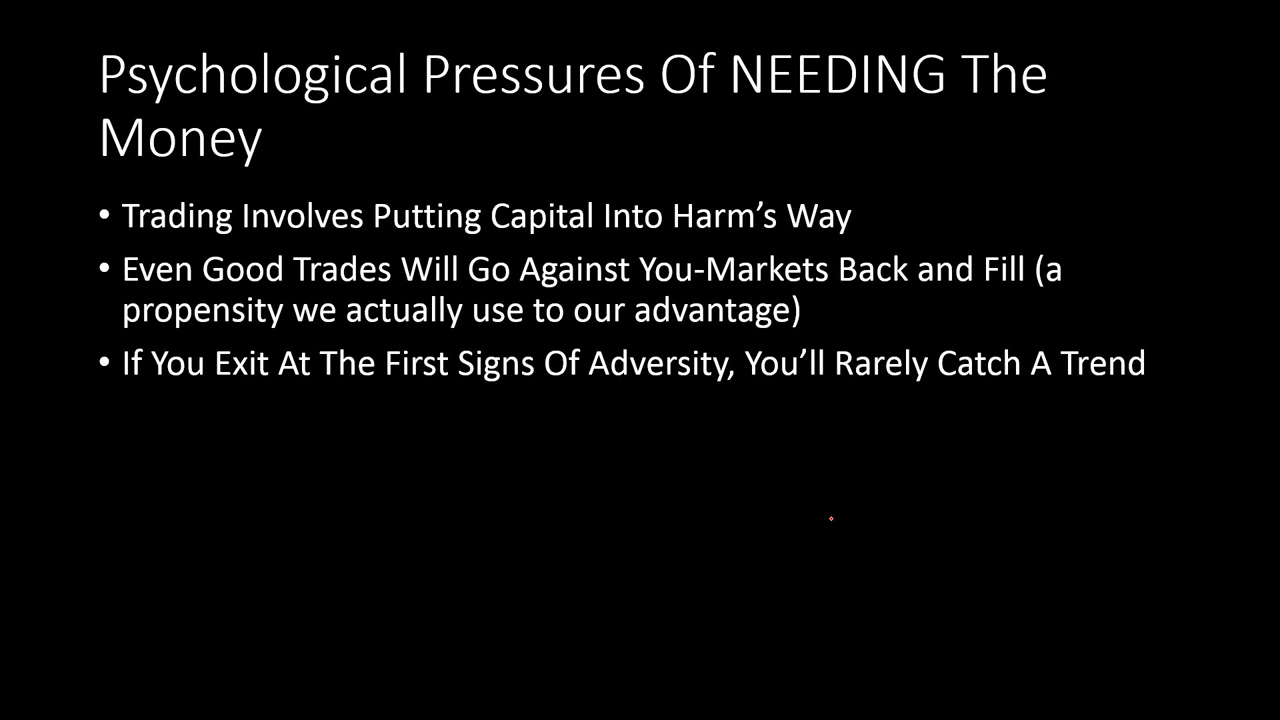 Psychological Pressures Of NEEDING The
Money
• Trading Involves Putting Capital Into Harm’s Way
• Even Good Trades Will Go Against You-Markets Back and Fill (a
propensity we actually use to our advantage)
• If You Exit At The First Signs Of Adversity, You’ll Rarely Catch A Trend